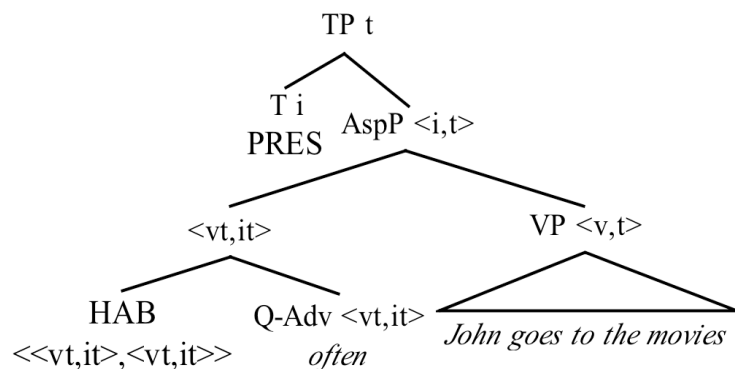 TP t
T i
PRES
AspP <i,t>
<vt,it>
VP <v,t>
HAB
<<vt,it>,<vt,it>>
Q-Adv <vt,it>
often
John goes to the movies